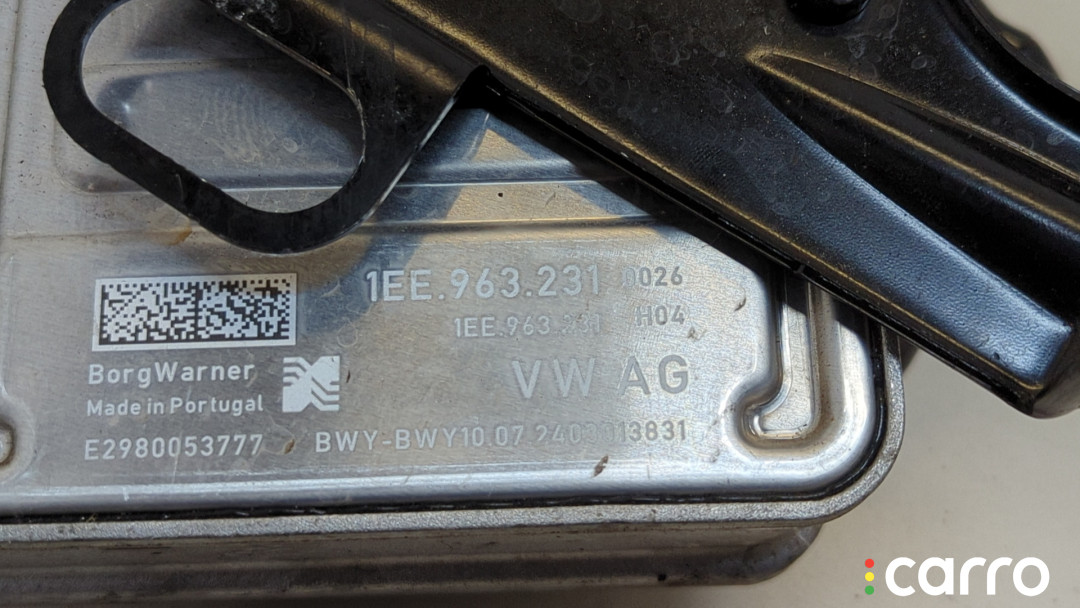 1EE.963.231 0026
1EE.963.231 H04
BorgWarner
VW AG
Made in Portugal
E2980053777 BWY-BWY10.07
carro